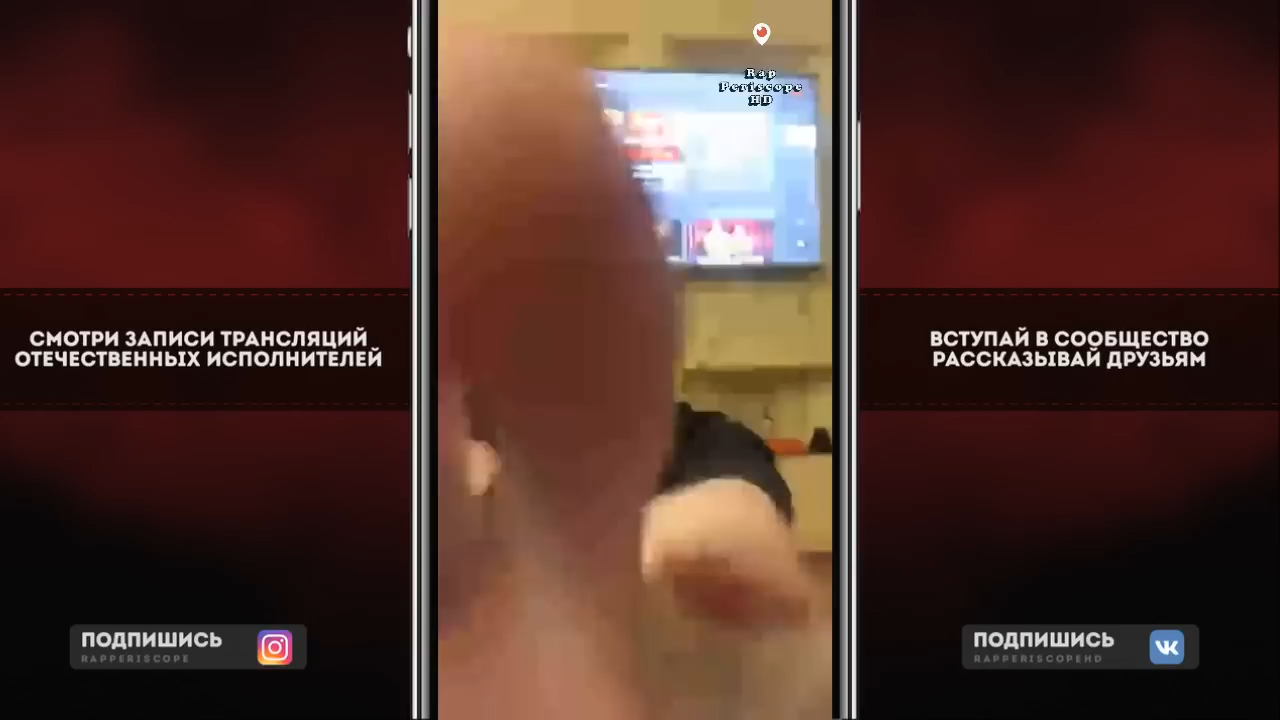 Rap
Periscope
HD
СМОТРИ ЗАПИСИ ТРАНСЛЯЦИЙ
ОТЕЧЕСТВЕННЫХ ИСПОЛНИТЕЛЕЙ
ВСТУПАЙ В СООБЩЕСТВО
РАССКАЗЫВАЙ ДРУЗЬЯМ
ПОДПИШИСЬ
RAPPERISCOPE
ПОДПИШИСЬ
RAPPERISCOPEHD